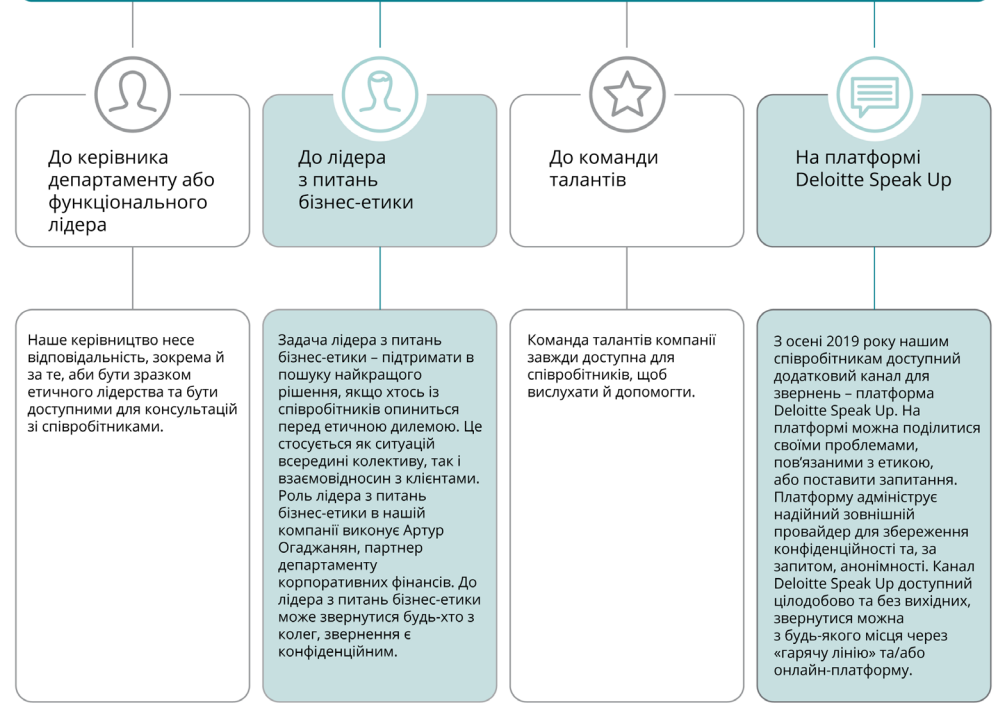 До керівника
департаменту або
функціонального
лідера
Наше керівництво несе
відповідальність, зокрема й
за те, аби бути зразком
етичного лідерства та бути
доступними для консультацій
зі співробітниками.
До лідера
з питань
бізнес-етики
Задача лідера з питань
бізнес-етики – підтримати в
пошуку найкращого
рішення, якщо хтось із
співробітників опиниться
перед етичною дилемою. Це
стосується як ситуацій
всередині колективу, так і
взаємовідносин з клієнтами.
Роль лідера з питань
бізнес-етики в нашій
компанії виконує Артур
Огаджанян, партнер
департаменту
корпоративних фінансів. До
лідера з питань бізнес-етики
може звернутися будь-хто з
колег, звернення є
конфіденційним.
До команди
талантів
Команда талантів компанії
завжди доступна для
співробітників, щоб
вислухати й допомогти.
На платформі
Deloitte Speak Up
З осені 2019 року нашим
співробітникам доступний
додатковий канал для
звернень – платформа
Deloitte Speak Up. На
платформі можна поділитися
своїми проблемами,
пов’язаними з етикою,
або поставити запитання.
Платформу адмініструє
надійний зовнішній
провайдер для збереження
конфіденційності та, за
запитом, анонімності. Канал
Deloitte Speak Up доступний
цілодобово та без вихідних,
звернутися можна
з будь-якого місця через
«гарячу лінію» та/або
онлайн-платформу.